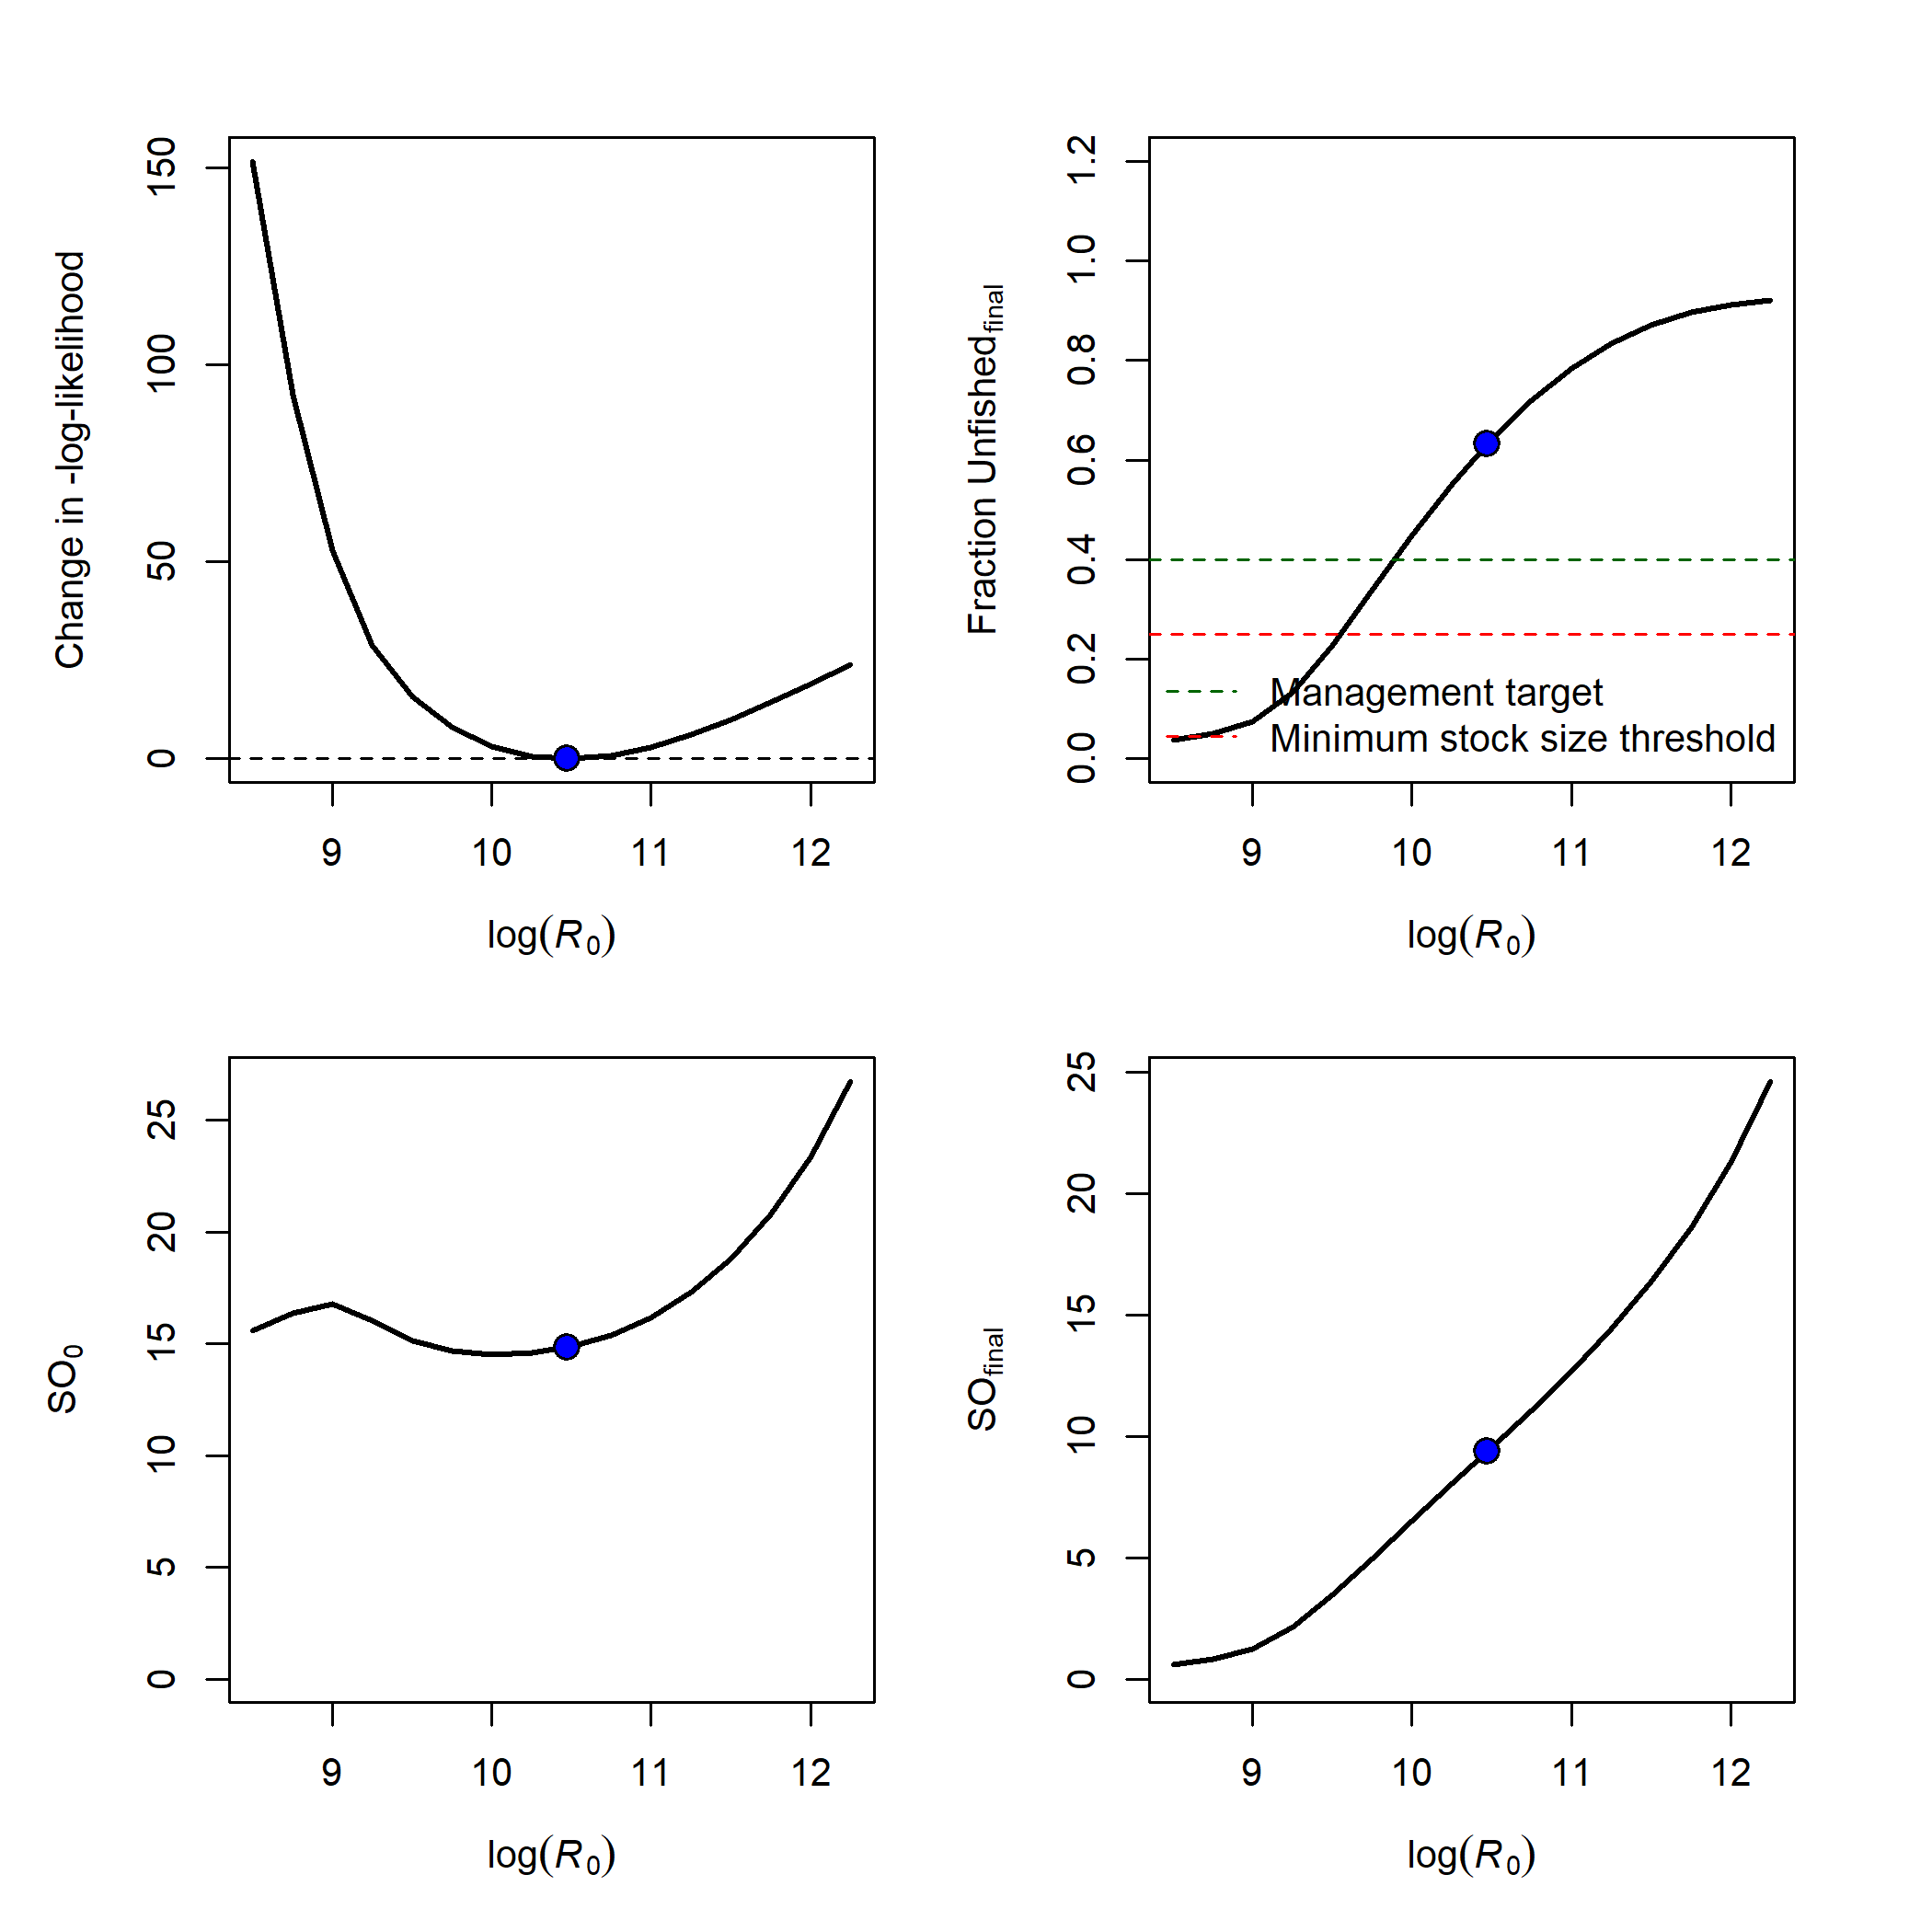 Change in -log-likelihood
0 50 100 150
9 10 11 12
log(R0)
Fraction Unfishedfinal
0.0 0.2 0.4 0.6 0.8 1.0 1.2
Management target
Minimum stock size threshold
9 10 11 12
log(R0)
SO0
0 5 10 15 20 25
9 10 11 12
log(R0)
SOfinal
0 5 10 15 20 25
9 10 11 12
log(R0)